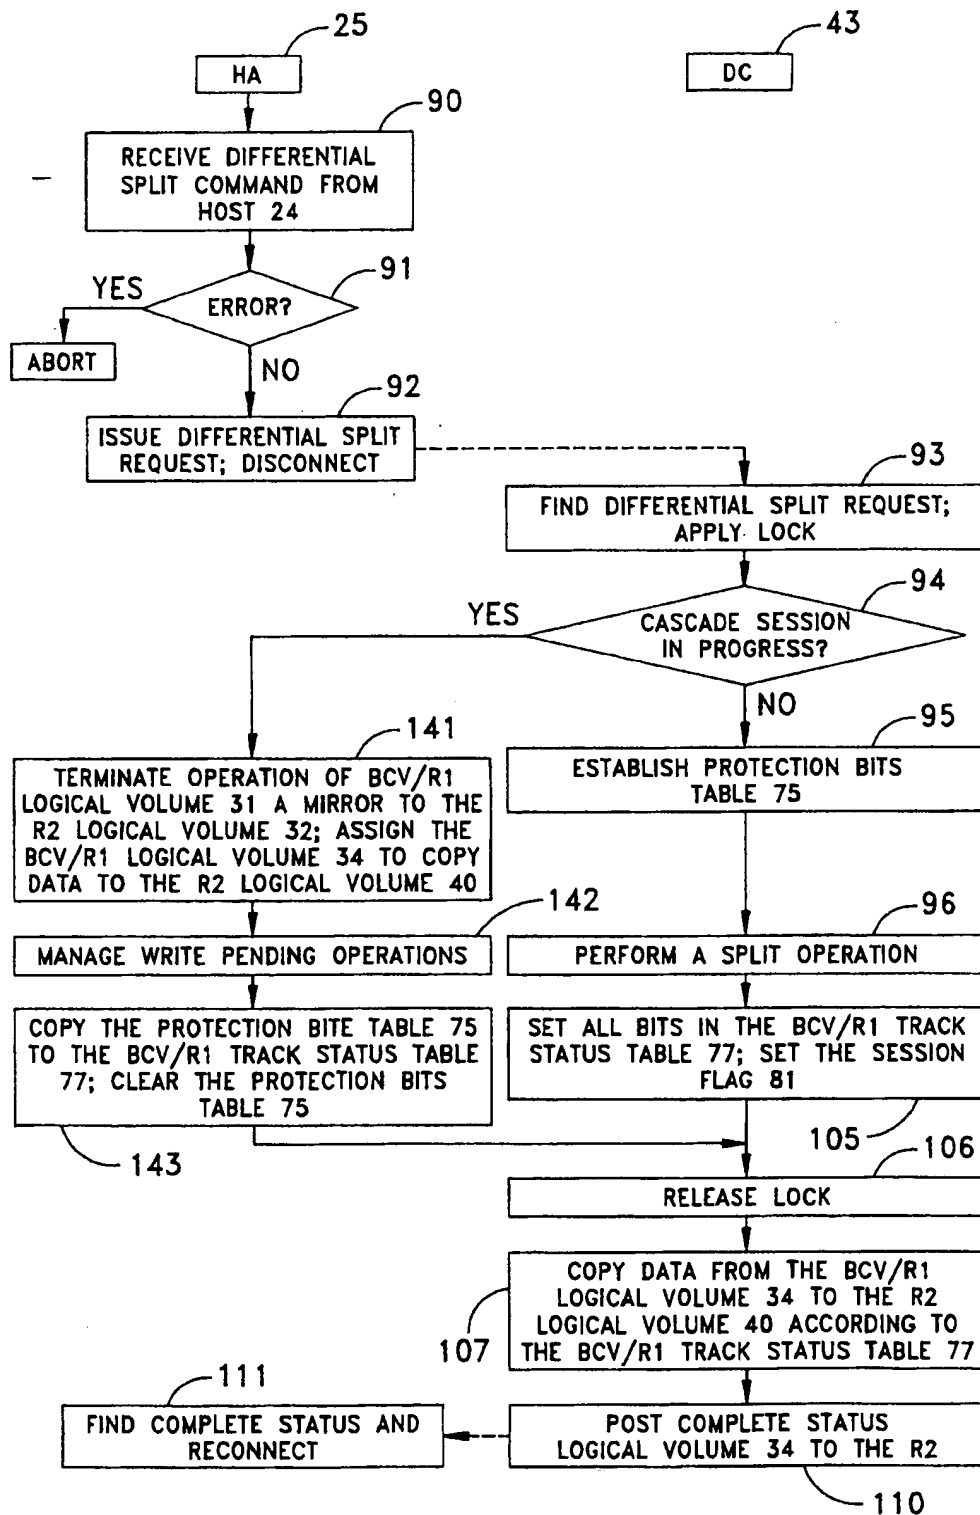 25
43
HA
DC
90
RECEIVE DIFFERENTIAL
SPLIT COMMAND FROM
HOST 24
91
YES
ERROR?
ABORT
NO
92
ISSUE DIFFERENTIAL SPLIT
REQUEST; DISCONNECT
93
FIND DIFFERENTIAL SPLIT REQUEST;
APPLY LOCK
94
YES
CASCADE SESSION
IN PROGRESS?
NO
141
TERMINATE OPERATION OF BCV/R1
LOGICAL VOLUME 31 A MIRROR TO THE
R2 LOGICAL VOLUME 32; ASSIGN THE
BCV/R1 LOGICAL VOLUME 34 TO COPY
DATA TO THE R2 LOGICAL VOLUME 40
95
ESTABLISH PROTECTION BITS
TABLE 75
142
MANAGE WRITE PENDING OPERATIONS
96
PERFORM A SPLIT OPERATION
COPY THE PROTECTION BITE TABLE 75
TO THE BCV/R1 TRACK STATUS TABLE
77; CLEAR THE PROTECTION BITS
TABLE 75
143
SET ALL BITS IN THE BCV/R1 TRACK
STATUS TABLE 77; SET THE SESSION
FLAG 81
105
106
RELEASE LOCK
COPY DATA FROM THE BCV/R1
LOGICAL VOLUME 34 TO THE R2
LOGICAL VOLUME 40 ACCORDING TO
THE BCV/R1 TRACK STATUS TABLE 77
107
111
FIND COMPLETE STATUS AND
RECONNECT
POST COMPLETE STATUS
LOGICAL VOLUME 34 TO THE R2
110